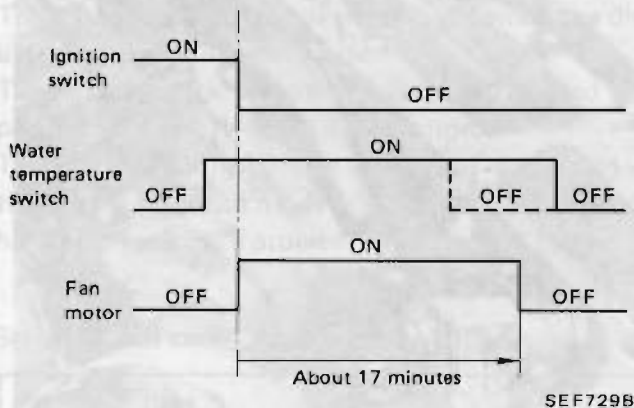 Ignition switch
ON
OFF
Water temperature switch
OFF
ON
OFF
OFF
Fan motor
OFF
ON
OFF
About 17 minutes
SEF729B